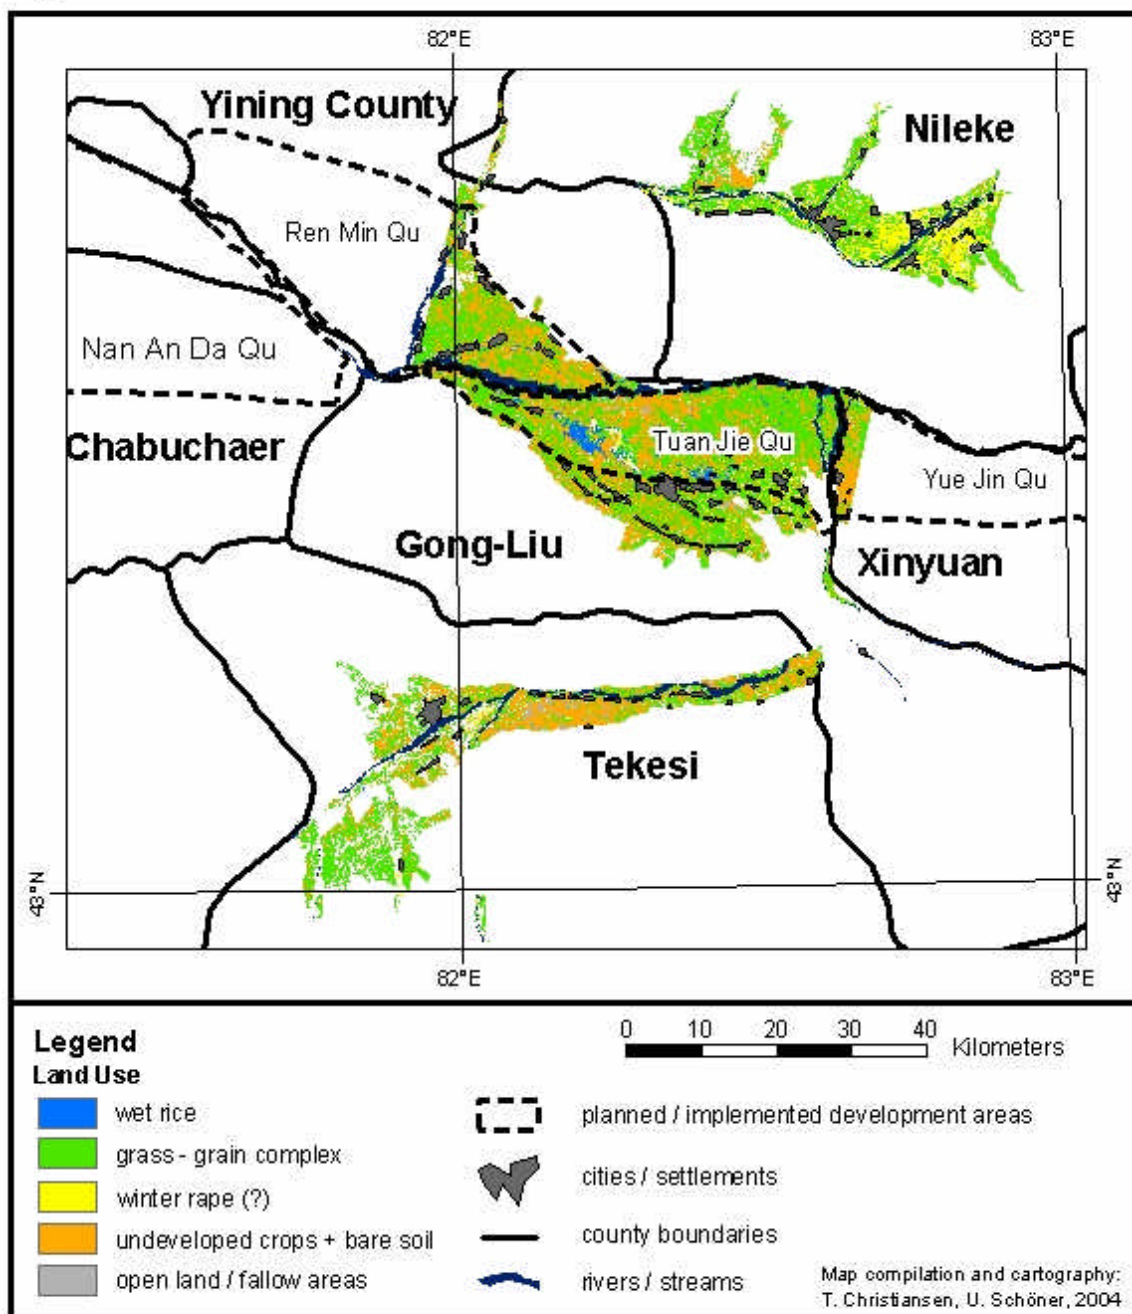 82°E
83°E
Yining County
Nileke
Ren Min Qu
Nan An Da Qu
Tuan Jie Qu
Chabuchaer
Yue Jin Qu
Gong-Liu
Xinyuan
Tekesi
43°N
43°N
82°E
83°E
Legend
0 10 20 30 40
Kilometers
Land Use
wet rice
grass - grain complex
winter rape (?)
undeveloped crops + bare soil
open land / fallow areas
planned / implemented development areas
cities / settlements
county boundaries
rivers / streams
Map compilation and cartography:
T. Christiansen, U. Schöner, 2004